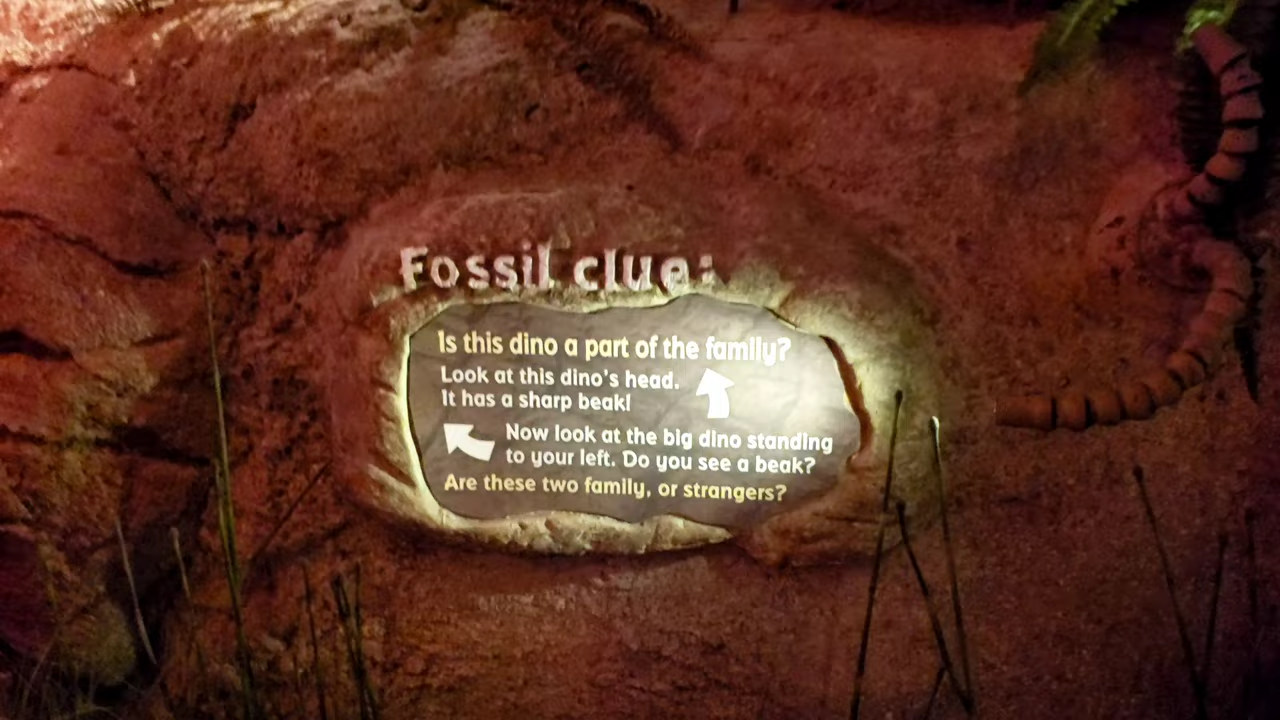 Fossil clue:
Is this dino a part of the family?
Look at this dino's head.
It has a sharp beak!
Now look at the big dino standing
to your left. Do you see a beak?
Are these two family, or strangers?